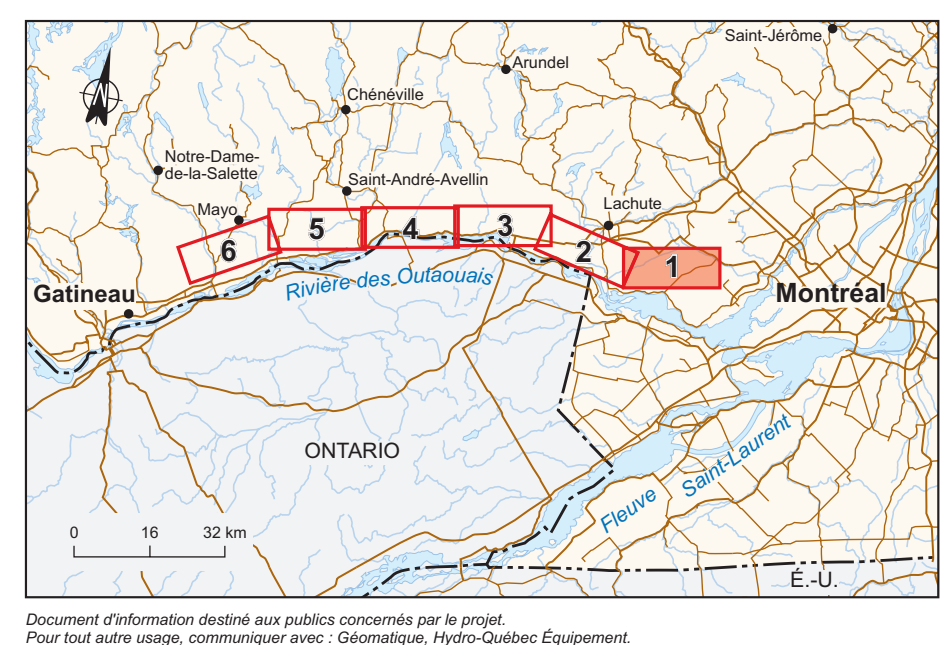 Saint-Jérôme
Arundel
Chénéville
N
Notre-Dame-
de-la-Salette
Saint-André-Avellin
Mayo
Lachute
5
4
3
6
2
1
Gatineau
Rivière des Outaouais
Montréal
ONTARIO
Fleuve Saint-Laurent
0 16 32 km
É.-U.
Document d'information destiné aux publics concernés par le projet.
Pour tout autre usage, communiquer avec : Géomatique, Hydro-Québec Équipement.